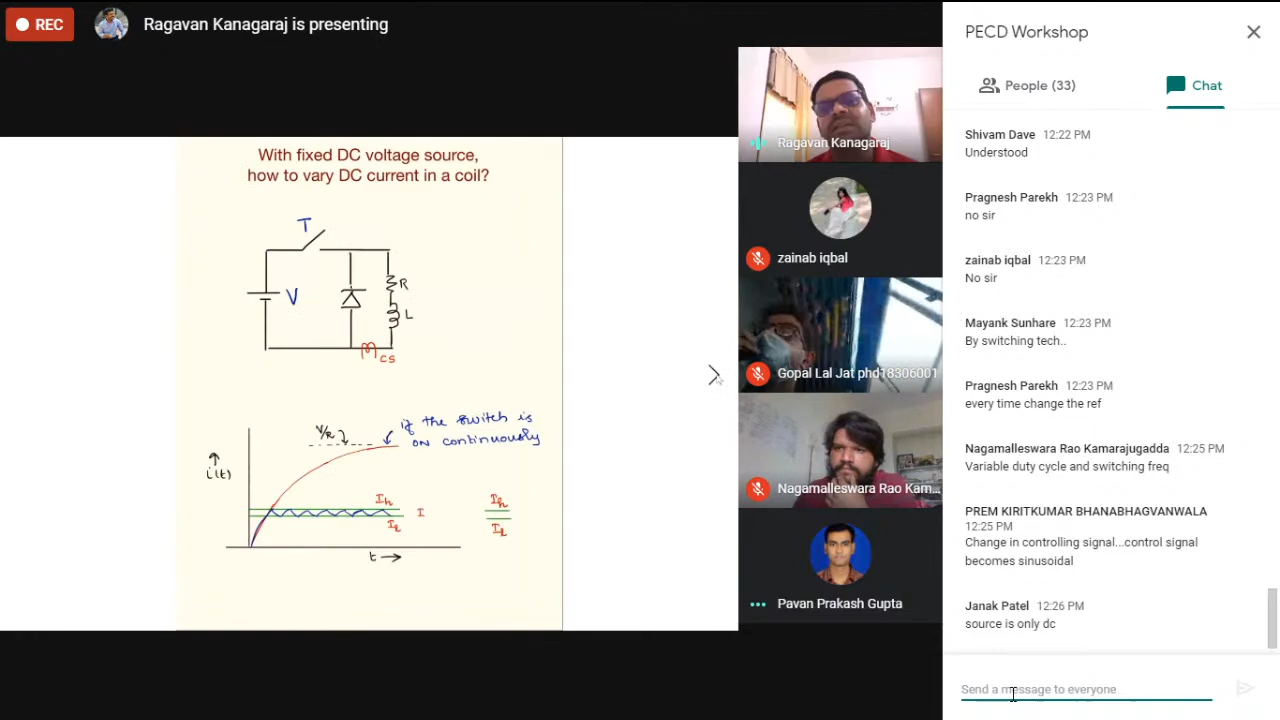 REC
Ragavan Kanagaraj is presenting
With fixed DC voltage source,
how to vary DC current in a coil?
T
V
R
L
CS
if the switch is
on continuously
V/R
i(t)
Ih
Il
I
Ih
Il
t
Ragavan Kanagaraj
zainab iqbal
Gopal Lal Jat phd18306001
Nagamalleswara Rao Kam...
Pavan Prakash Gupta
PECD Workshop
People (33)
Chat
Shivam Dave 12:22 PM
Understood
Pragnesh Parekh 12:23 PM
no sir
zainab iqbal 12:23 PM
No sir
Mayank Sunhare 12:23 PM
By switching tech..
Pragnesh Parekh 12:23 PM
every time change the ref
Nagamalleswara Rao Kamarajugadda 12:25 PM
Variable duty cycle and switching freq
PREM KIRITKUMAR BHANABHAGVANWALA
12:25 PM
Change in controlling signal...control signal
becomes sinusoidal
Janak Patel 12:26 PM
source is only dc
Send a message to everyone